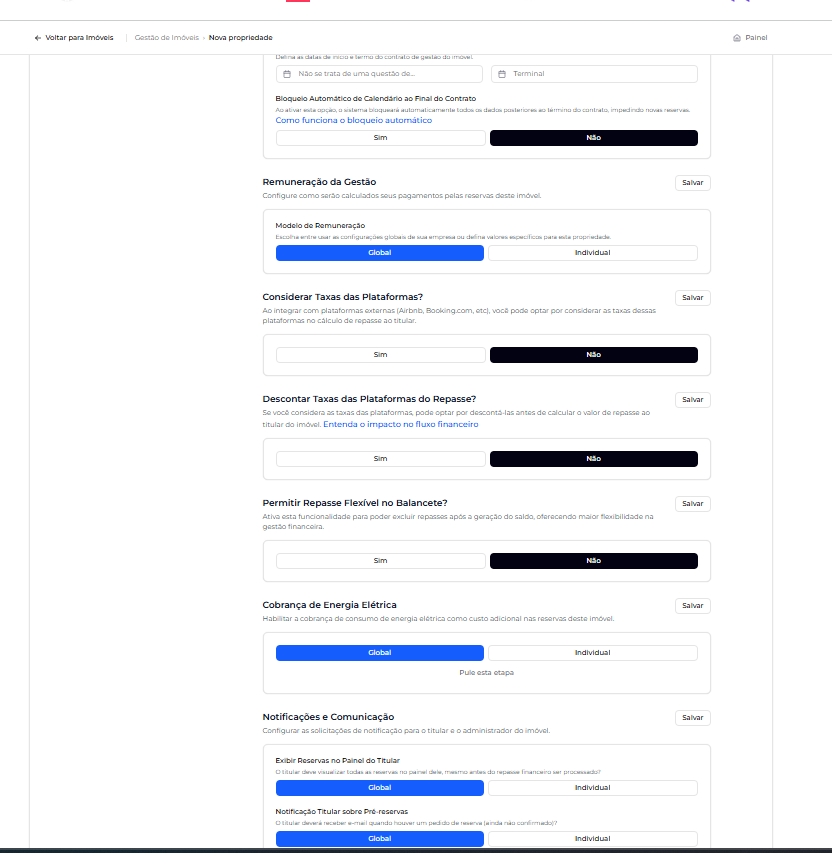 Voltar para Imóveis
Gestão de Imóveis › Nova propriedade
Painel
Defina as datas de início e termo do contrato de gestão do imóvel.
Não se trata de uma questão de...
Terminal
Bloqueio Automático de Calendário ao Final do Contrato
Ao ativar esta opção, o sistema bloqueará automaticamente todos os dados posteriores ao término do contrato, impedindo novas reservas.
Como funciona o bloqueio automático
Sim
Não
Remuneração da Gestão
Salvar
Configure como serão calculados seus pagamentos pelas reservas deste imóvel.
Modelo de Remuneração
Escolha entre usar as configurações globais de sua empresa ou defina valores específicos para esta propriedade.
Global
Individual
Considerar Taxas das Plataformas?
Salvar
Ao integrar com plataformas externas (Airbnb, Booking.com, etc), você pode optar por considerar as taxas dessas
plataformas no cálculo de repasse ao titular.
Sim
Não
Descontar Taxas das Plataformas do Repasse?
Salvar
Se você considera as taxas das plataformas, pode optar por descontá-las antes de calcular o valor de repasse ao
titular do imóvel. Entenda o impacto no fluxo financeiro
Sim
Não
Permitir Repasse Flexível no Balancete?
Salvar
Ativa esta funcionalidade para poder excluir repasses após a geração do saldo, oferecendo maior flexibilidade na
gestão financeira.
Sim
Não
Cobrança de Energia Elétrica
Salvar
Habilitar a cobrança de consumo de energia elétrica como custo adicional nas reservas deste imóvel.
Global
Individual
Pule esta etapa
Notificações e Comunicação
Salvar
Configurar as solicitações de notificação para o titular e o administrador do imóvel.
Exibir Reservas no Painel do Titular
O titular deve visualizar todas as reservas no painel dele, mesmo antes do repasse financeiro ser processado?
Global
Individual
Notificação Titular sobre Pré-reservas
O titular deverá receber e-mail quando houver um pedido de reserva (ainda não confirmado)?
Global
Individual